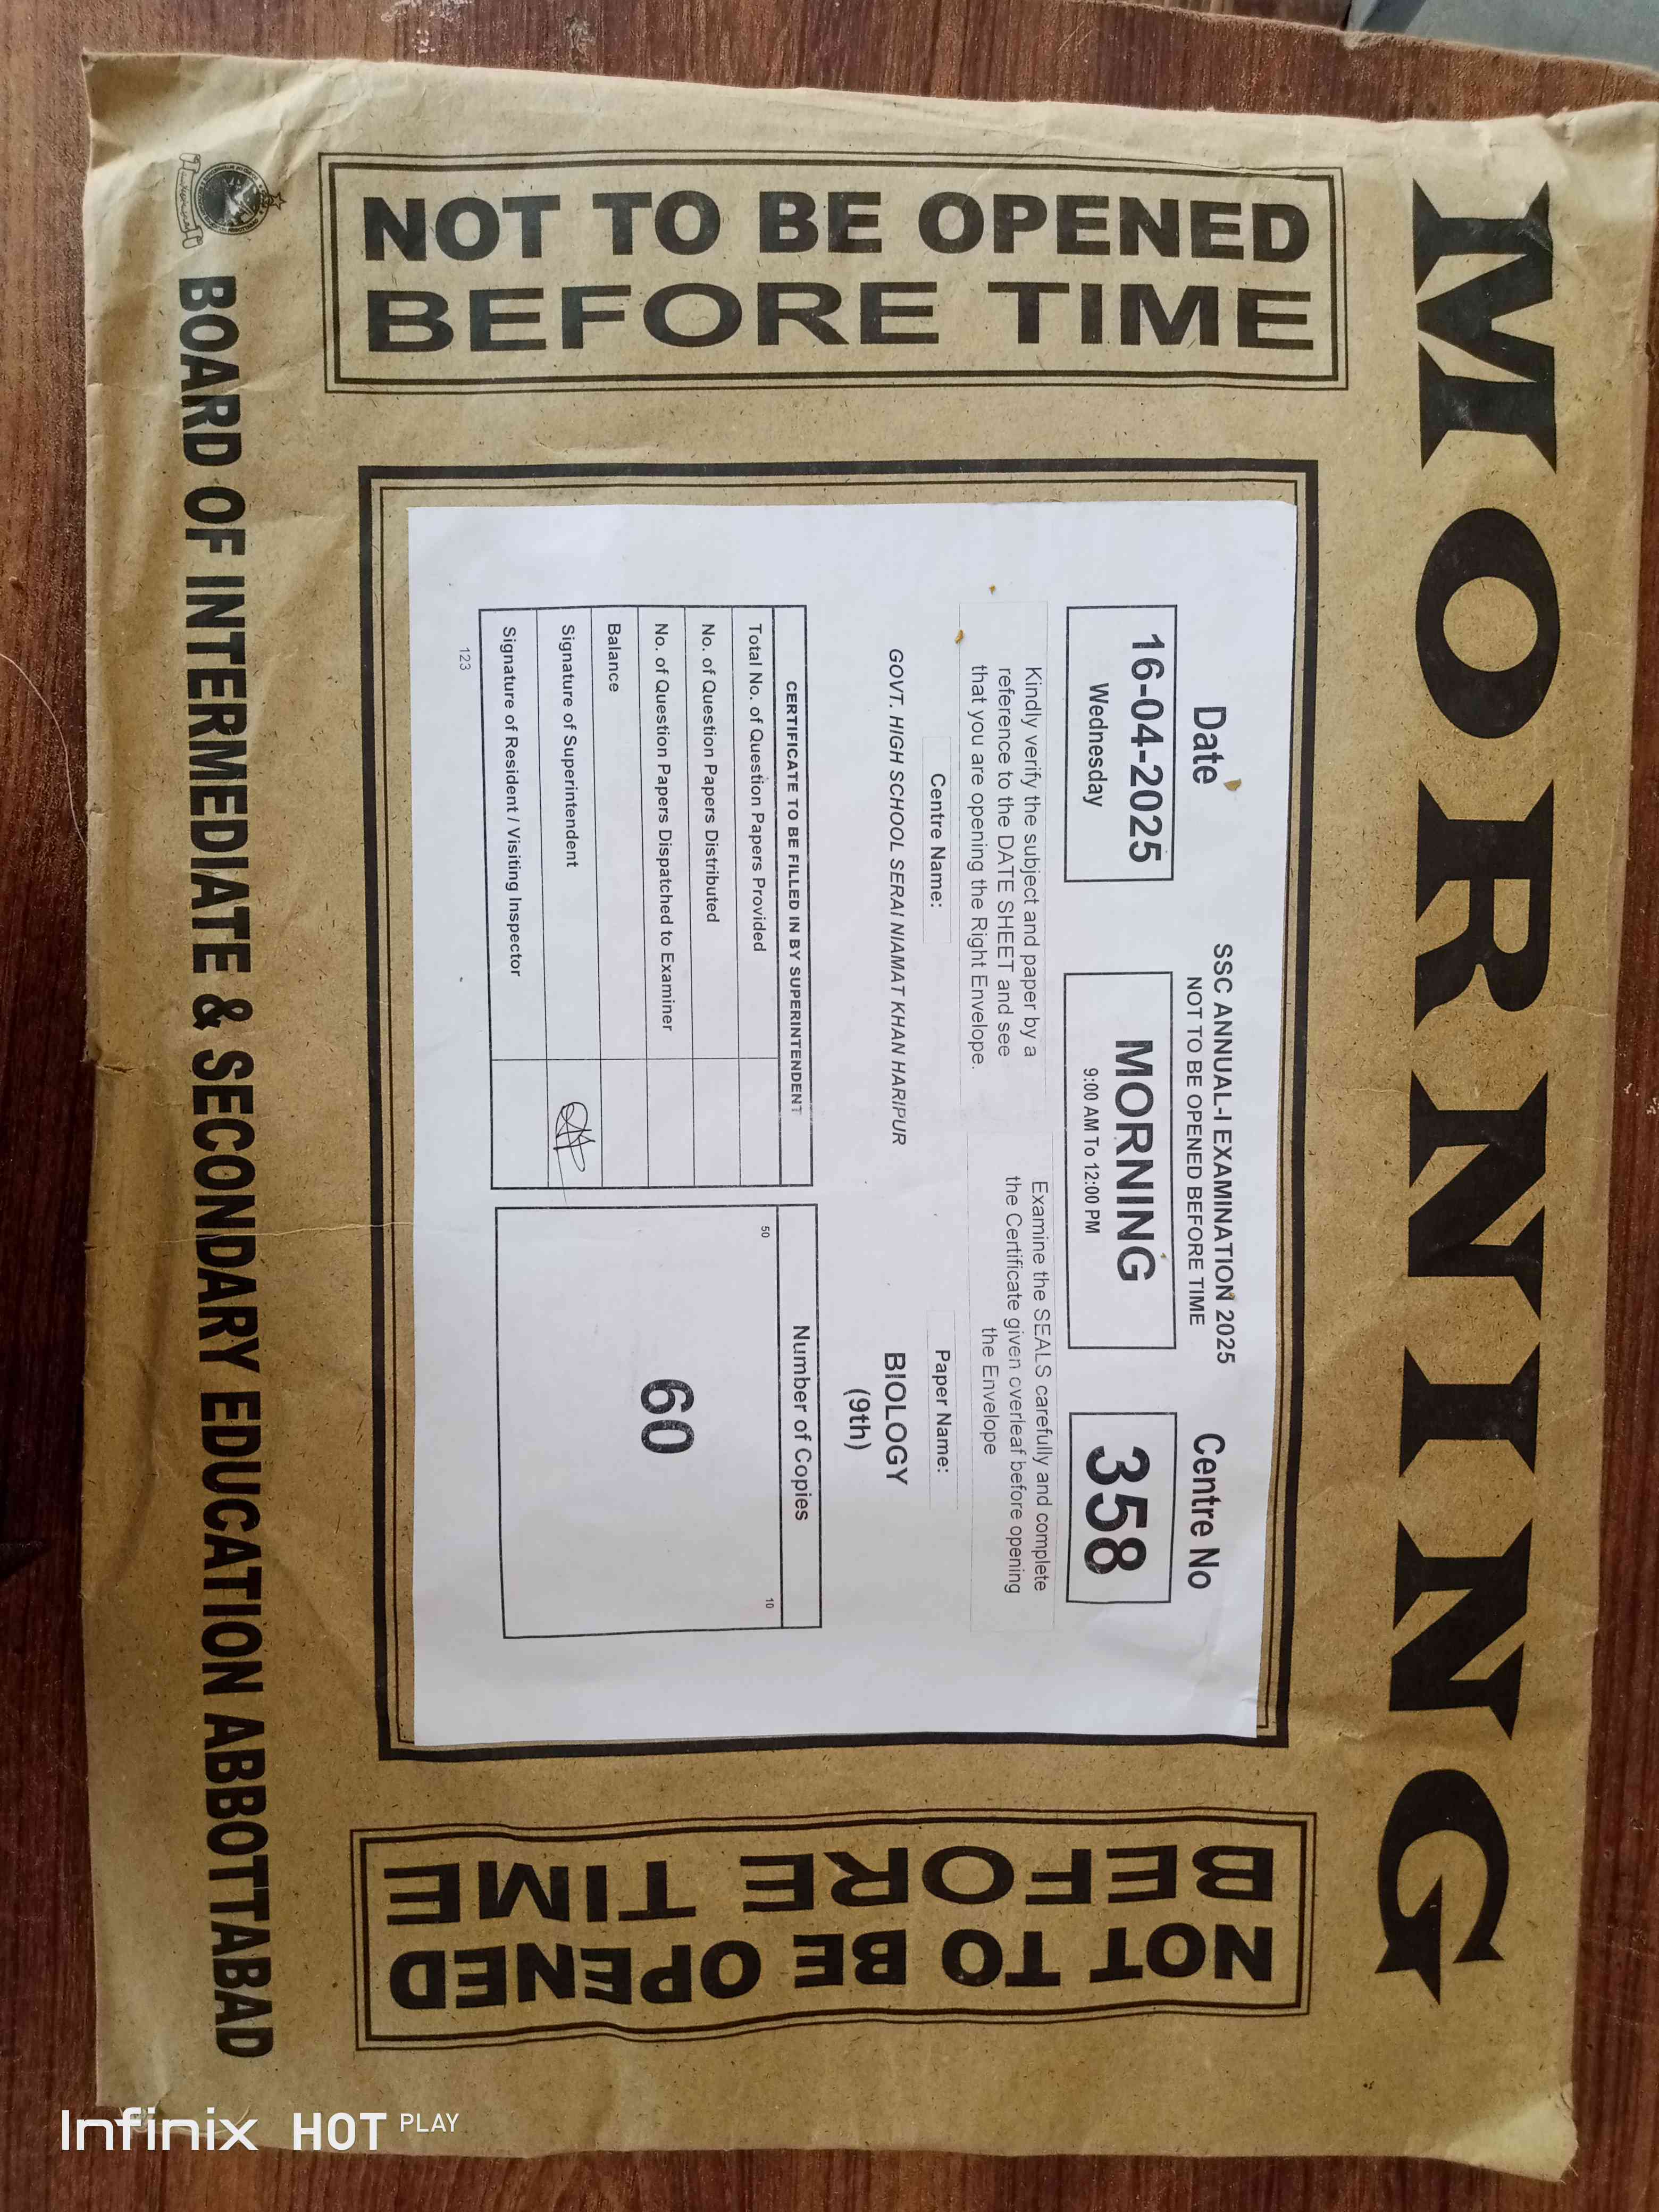 MORNING
NOT TO BE OPENED
BEFORE TIME
SSC ANNUAL-I EXAMINATION 2025
NOT TO BE OPENED BEFORE TIME
Date
Centre No
16-04-2025
Wednesday
MORNING
9:00 AM To 12:00 PM
358
Kindly verify the subject and paper by a
reference to the DATE SHEET and see
that you are opening the Right Envelope.
Examine the SEALS carefully and complete
the Certificate given overleaf before opening
the Envelope
Centre Name:
Paper Name:
GOVT. HIGH SCHOOL SERAI NIAMAT KHAN HARIPUR
BIOLOGY
(9th)
CERTIFICATE TO BE FILLED IN BY SUPERINTENDENT
Total No. of Question Papers Provided
No. of Question Papers Distributed
No. of Question Papers Dispatched to Examiner
Balance
Signature of Superintendent
Signature of Resident / Visiting Inspector
Number of Copies
50
10
60
123
NOT TO BE OPENED
BEFORE TIME
BOARD OF INTERMEDIATE & SECONDARY EDUCATION ABBOTTABAD
Infinix HOT PLAY